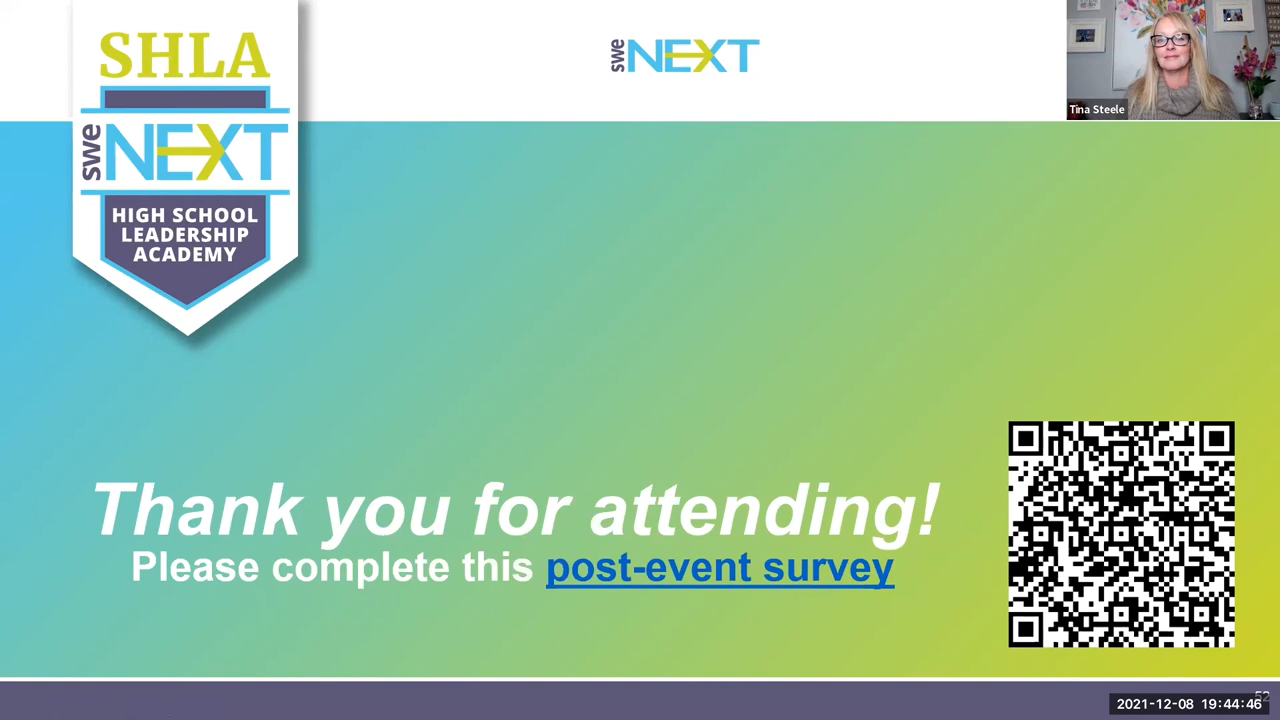 SHLA
swe NEXT
HIGH SCHOOL
LEADERSHIP
ACADEMY
swe NEXT
Tina Steele
Thank you for attending!
Please complete this post-event survey
52
2021-12-08 19:44:46